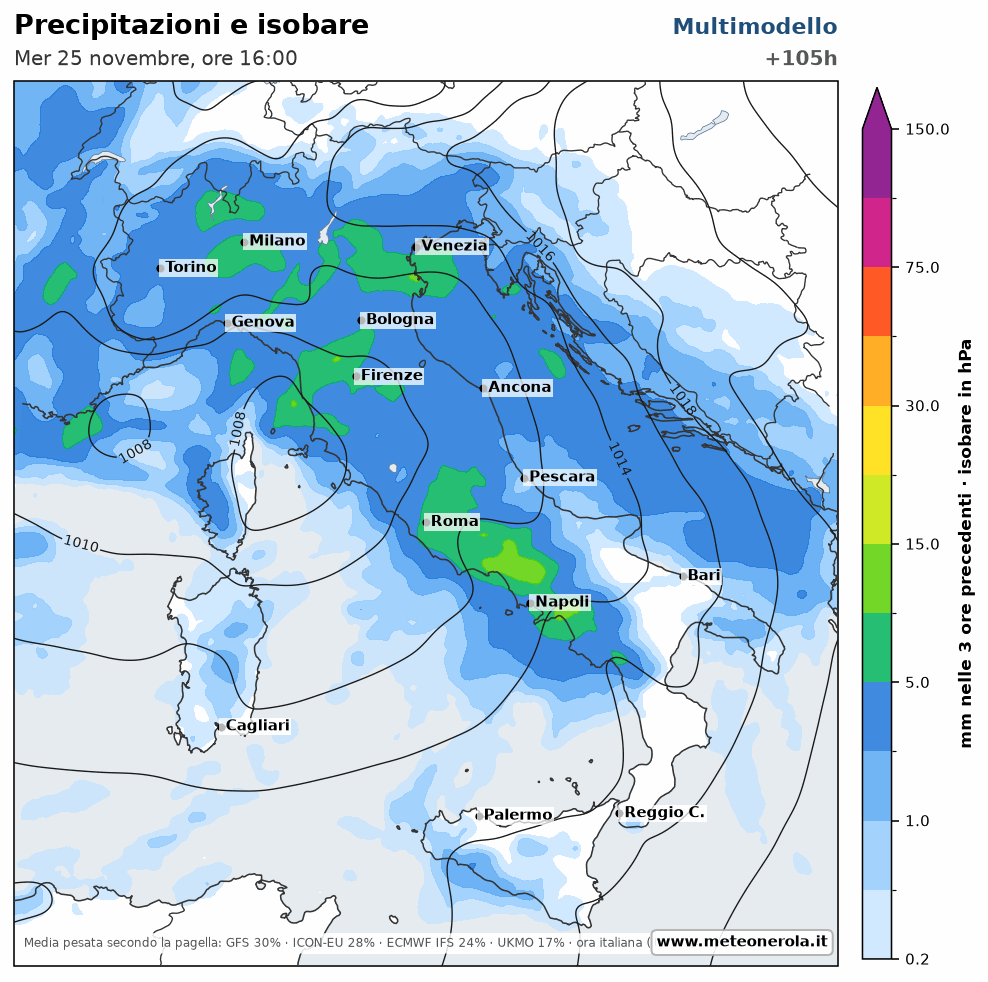 Precipitazioni e isobare
Multimodello
Mer 25 novembre, ore 16:00
+105h
150.0
75.0
30.0
15.0
5.0
1.0
0.2
mm nelle 3 ore precedenti · isobare in hPa
Milano
Venezia
1016
Torino
Genova
Bologna
Firenze
Ancona
1018
1008
1008
1014
Pescara
Roma
1010
Bari
Napoli
Cagliari
Palermo
Reggio C.
Media pesata secondo la pagella: GFS 30% · ICON-EU 28% · ECMWF IFS 24% · UKMO 17% · ora italiana (
www.meteonerola.it